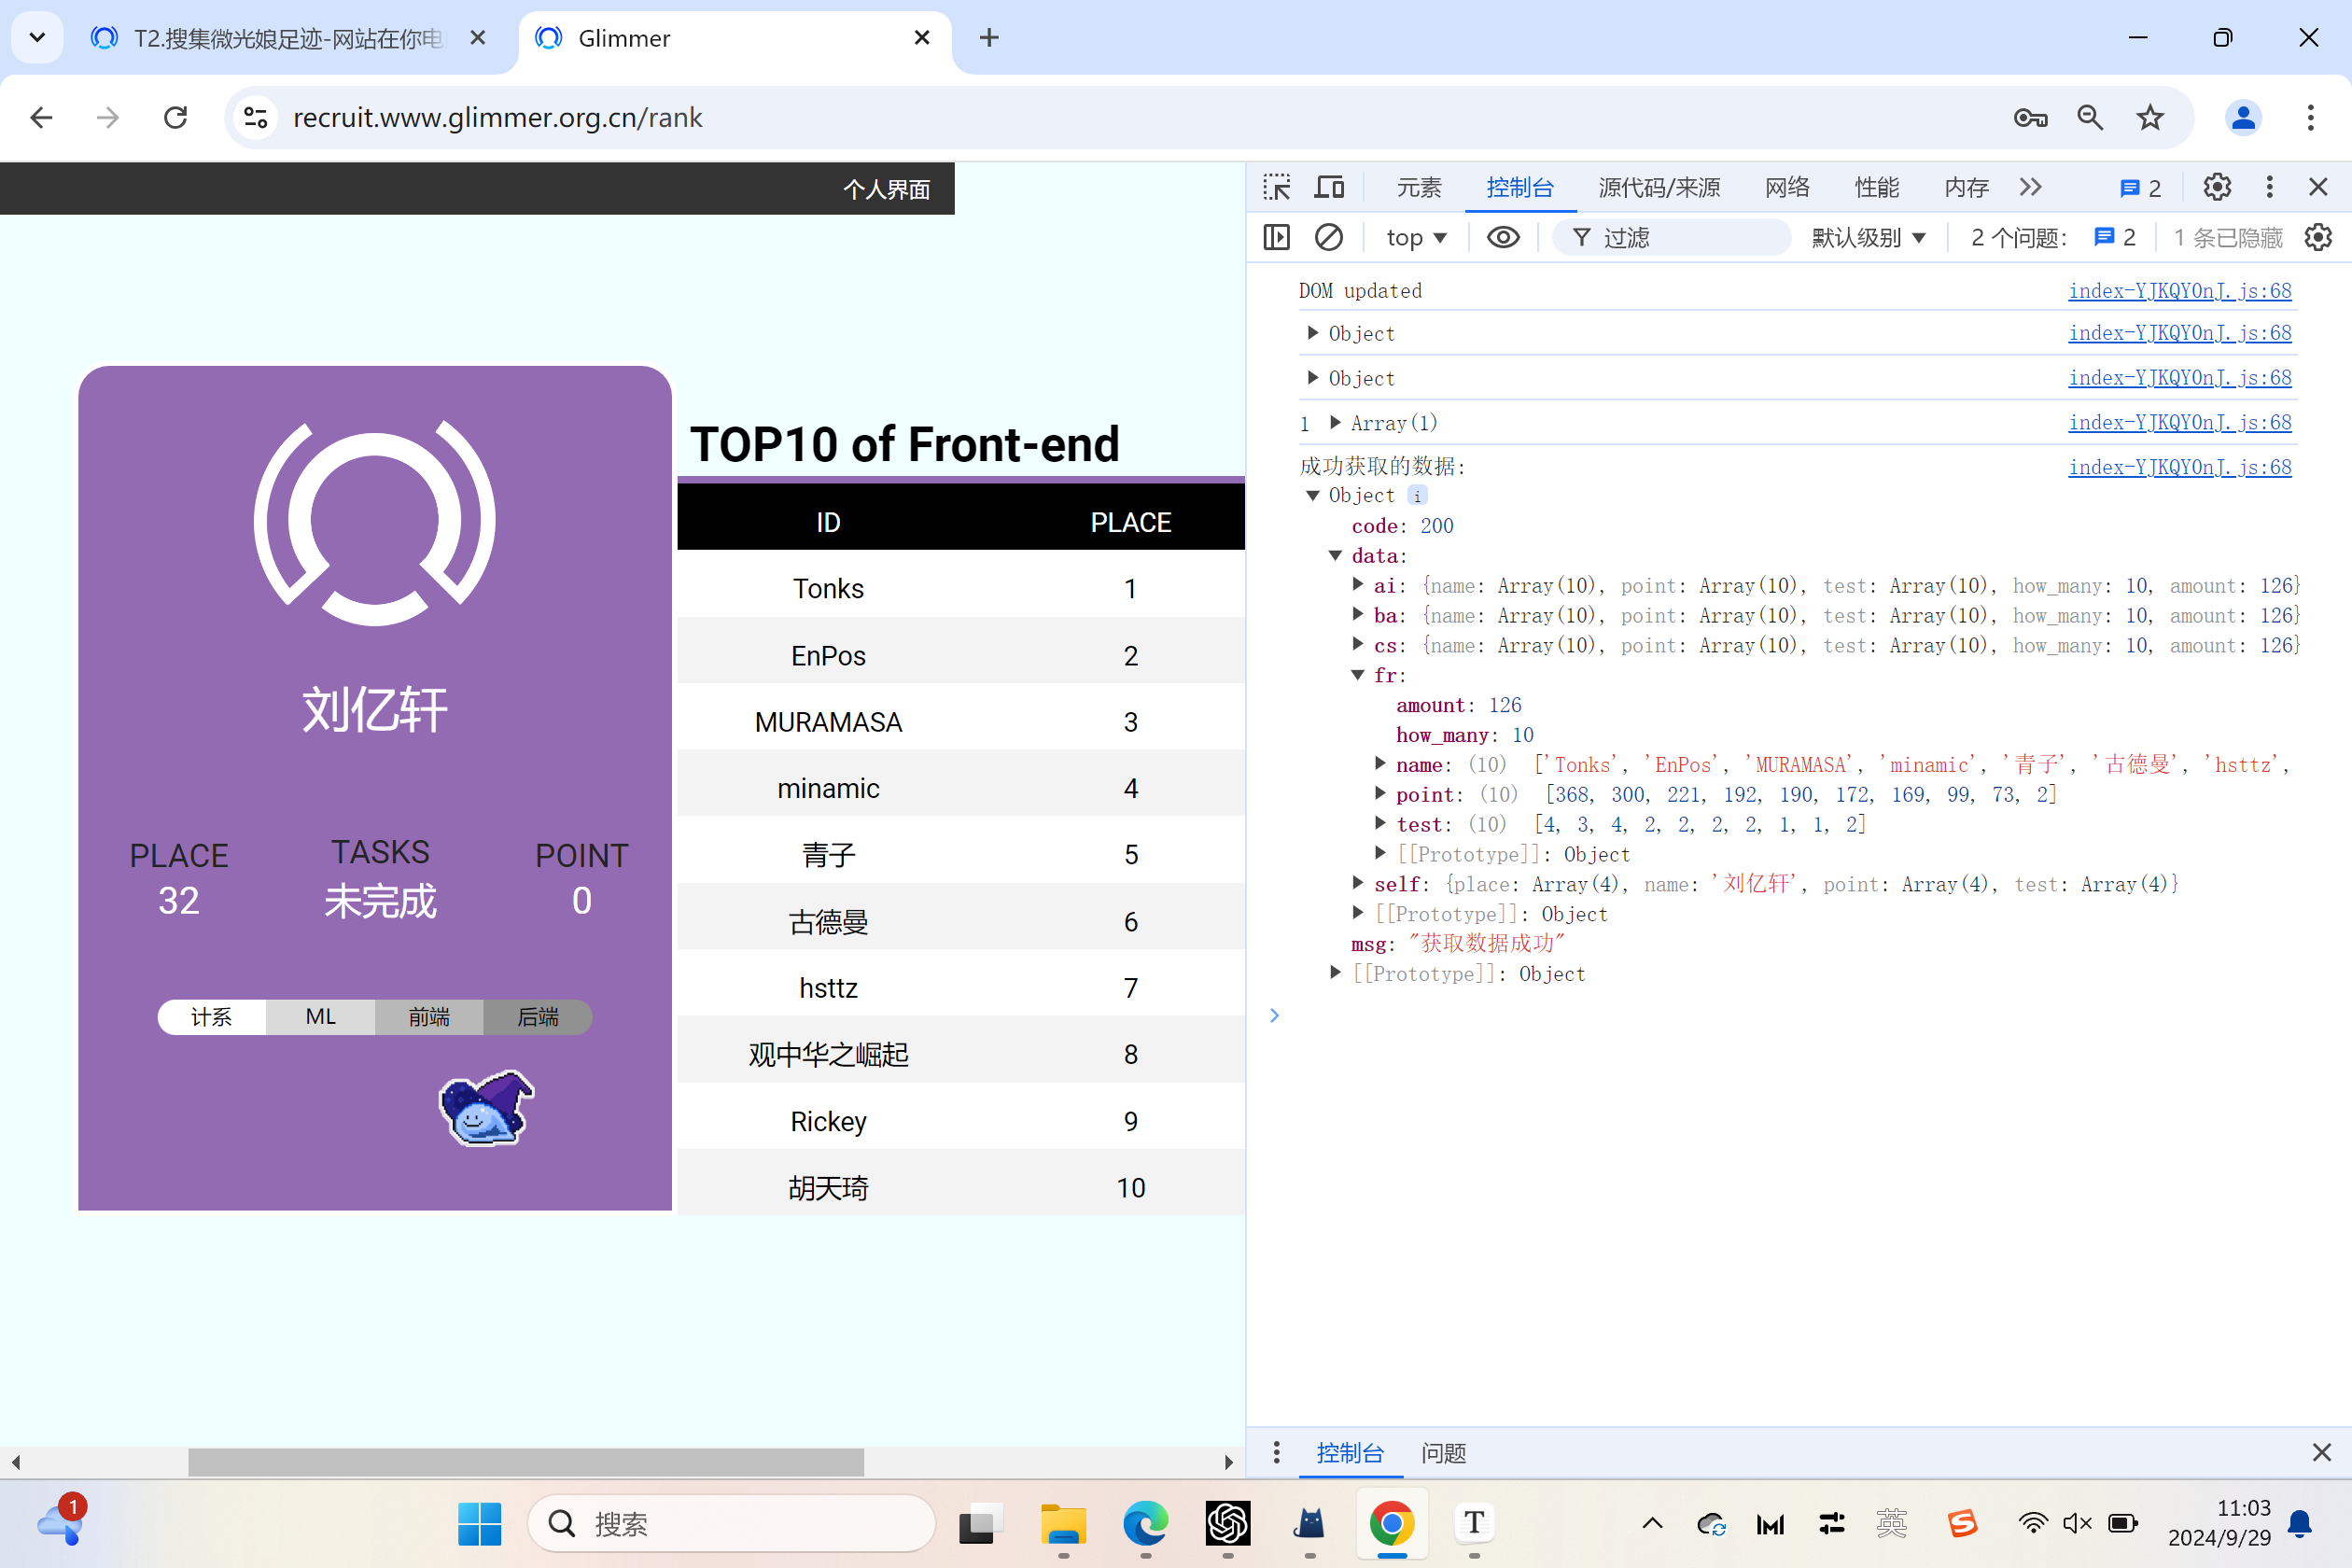 T2.搜集微光娘足迹-网站在你电
Glimmer
recruit.www.glimmer.org.cn/rank
个人界面
刘亿轩
PLACE TASKS POINT
32 未完成 0
计系 ML 前端 后端
TOP10 of Front-end
ID PLACE
Tonks 1
EnPos 2
MURAMASA 3
minamic 4
青子 5
古德曼 6
hsttz 7
观中华之崛起 8
Rickey 9
胡天琦 10
元素 控制台 源代码/来源 网络 性能 内存 2
top 过滤 默认级别 2 个问题: 2 1 条已隐藏
DOM updated index-YJKQYOnJ.js:68
Object index-YJKQYOnJ.js:68
Object index-YJKQYOnJ.js:68
1 Array(1) index-YJKQYOnJ.js:68
成功获取的数据: index-YJKQYOnJ.js:68
Object i
code: 200
data:
ai: {name: Array(10), point: Array(10), test: Array(10), how_many: 10, amount: 126}
ba: {name: Array(10), point: Array(10), test: Array(10), how_many: 10, amount: 126}
cs: {name: Array(10), point: Array(10), test: Array(10), how_many: 10, amount: 126}
fr:
amount: 126
how_many: 10
name: (10) ['Tonks', 'EnPos', 'MURAMASA', 'minamic', '青子', '古德曼', 'hsttz',
point: (10) [368, 300, 221, 192, 190, 172, 169, 99, 73, 2]
test: (10) [4, 3, 4, 2, 2, 2, 2, 1, 1, 2]
[[Prototype]]: Object
self: {place: Array(4), name: '刘亿轩', point: Array(4), test: Array(4)}
[[Prototype]]: Object
msg: "获取数据成功"
[[Prototype]]: Object
控制台 问题
1
搜索
T
英
11:03
2024/9/29